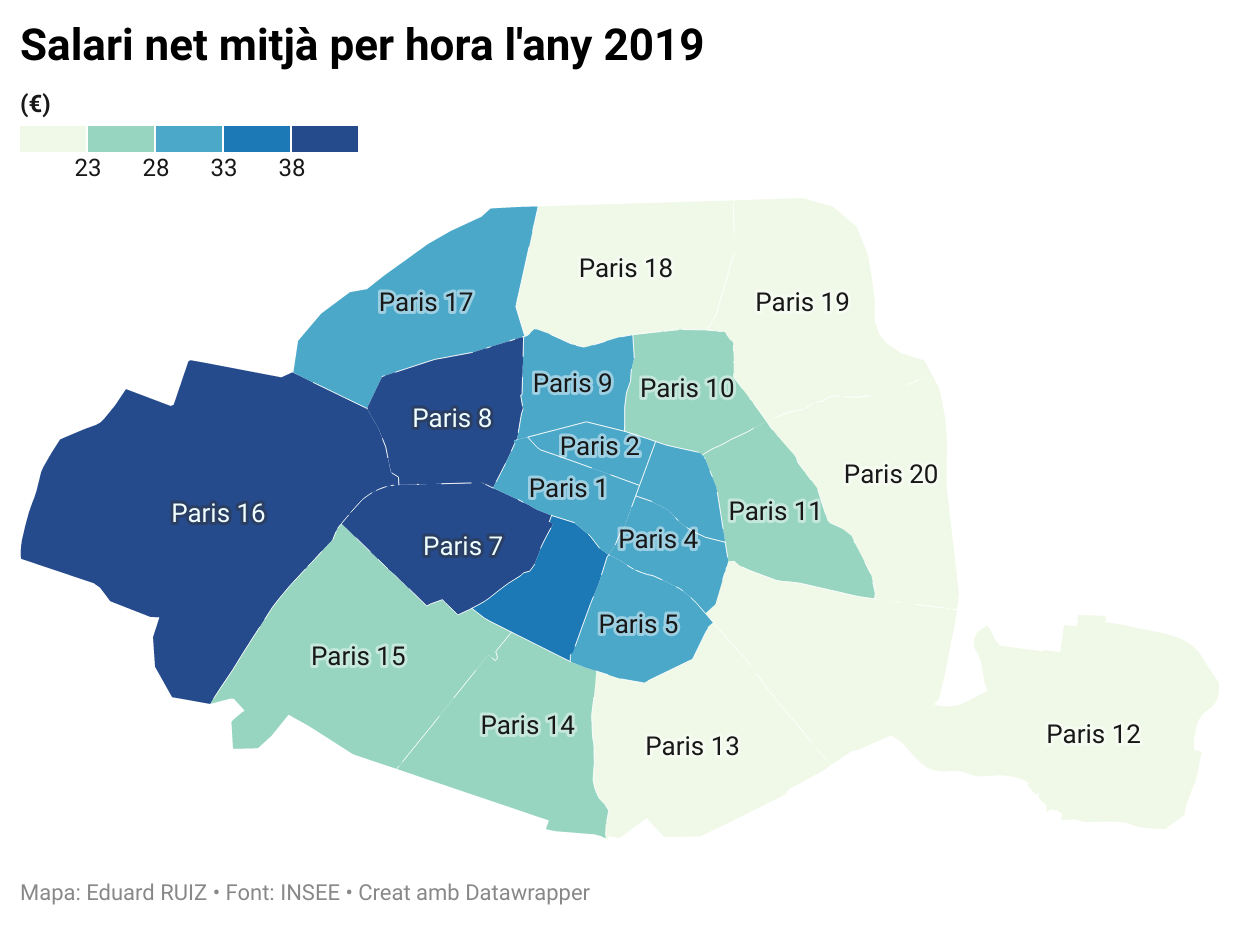 Salari net mitjà per hora l'any 2019
(€)
23 28 33 38
Paris 18
Paris 17
Paris 19
Paris 9
Paris 10
Paris 8
Paris 2
Paris 20
Paris 1
Paris 16
Paris 11
Paris 4
Paris 7
Paris 5
Paris 15
Paris 14
Paris 12
Paris 13
Mapa: Eduard RUIZ • Font: INSEE • Creat amb Datawrapper